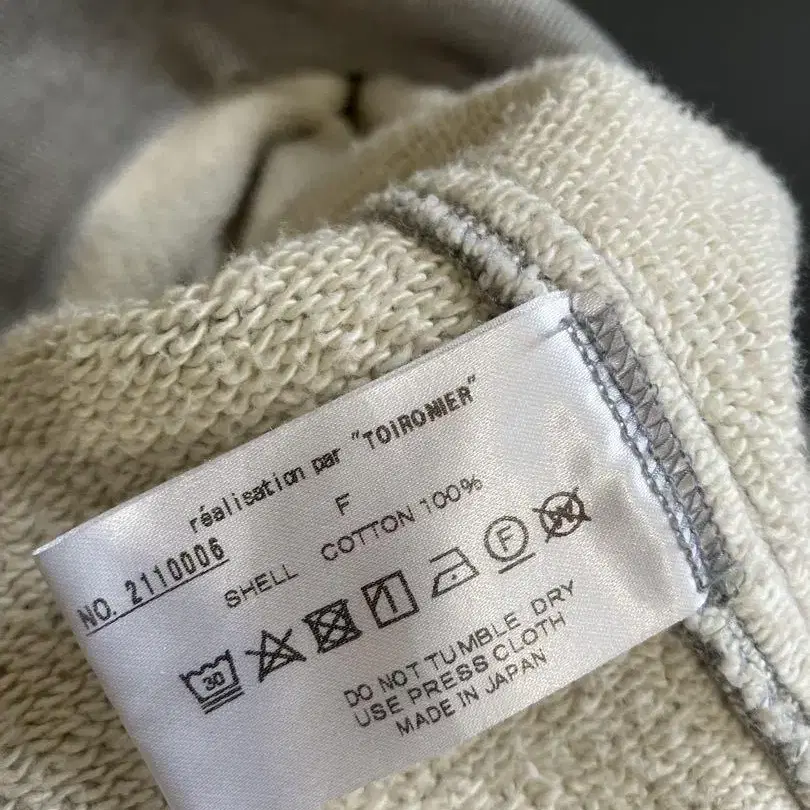 réalisation par "TOIRONIER"
NO. 2110006
F
SHELL COTTON 100%
30
F
W
DO NOT TUMBLE DRY
USE PRESS CLOTH
MADE IN JAPAN